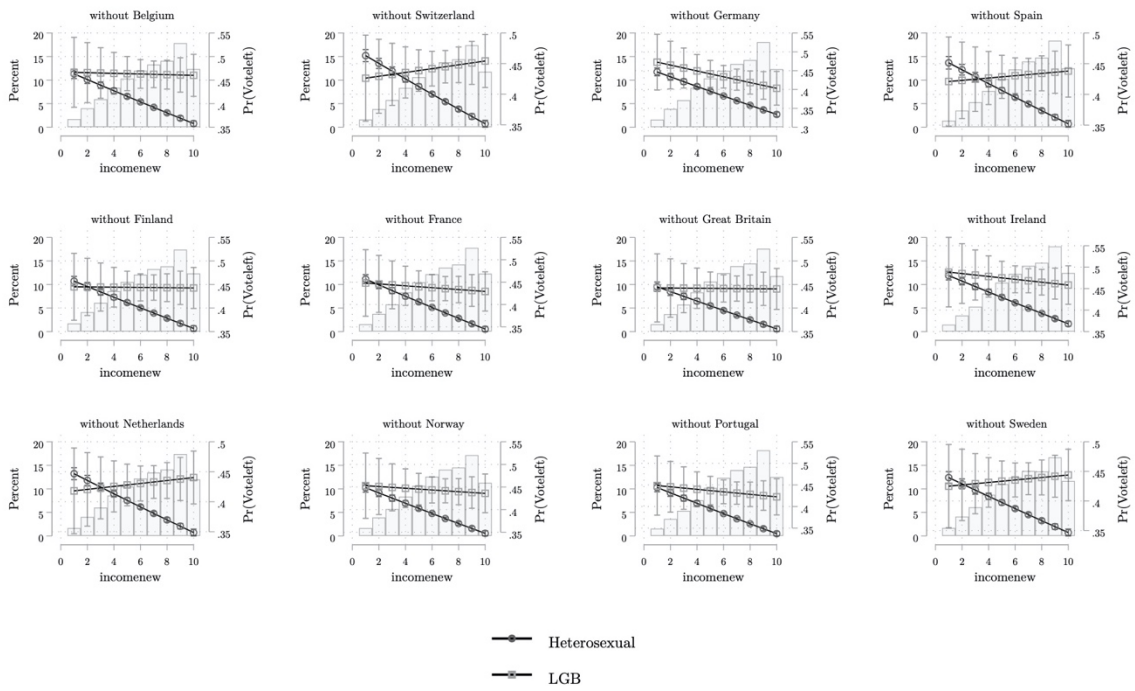 without Belgium
without Switzerland
without Germany
without Spain
20
15
10
5
0
Percent
.55
.5
.45
.4
.35
Pr(Voteleft)
0 2 4 6 8 10
incomenew
20
15
10
5
0
Percent
.5
.45
.4
.35
Pr(Voteleft)
0 2 4 6 8 10
incomenew
20
15
10
5
0
Percent
.55
.5
.45
.4
.35
.3
Pr(Voteleft)
0 2 4 6 8 10
incomenew
20
15
10
5
0
Percent
.5
.45
.4
.35
Pr(Voteleft)
0 2 4 6 8 10
incomenew
without Finland
without France
without Great Britain
without Ireland
20
15
10
5
0
Percent
.55
.5
.45
.4
.35
Pr(Voteleft)
0 2 4 6 8 10
incomenew
20
15
10
5
0
Percent
.55
.5
.45
.4
.35
Pr(Voteleft)
0 2 4 6 8 10
incomenew
20
15
10
5
0
Percent
.55
.5
.45
.4
.35
Pr(Voteleft)
0 2 4 6 8 10
incomenew
20
15
10
5
0
Percent
.55
.5
.45
.4
.35
Pr(Voteleft)
0 2 4 6 8 10
incomenew
without Netherlands
without Norway
without Portugal
without Sweden
20
15
10
5
0
Percent
.5
.45
.4
.35
Pr(Voteleft)
0 2 4 6 8 10
incomenew
20
15
10
5
0
Percent
.55
.5
.45
.4
.35
Pr(Voteleft)
0 2 4 6 8 10
incomenew
20
15
10
5
0
Percent
.55
.5
.45
.4
.35
Pr(Voteleft)
0 2 4 6 8 10
incomenew
20
15
10
5
0
Percent
.5
.45
.4
.35
Pr(Voteleft)
0 2 4 6 8 10
incomenew
Heterosexual
LGB